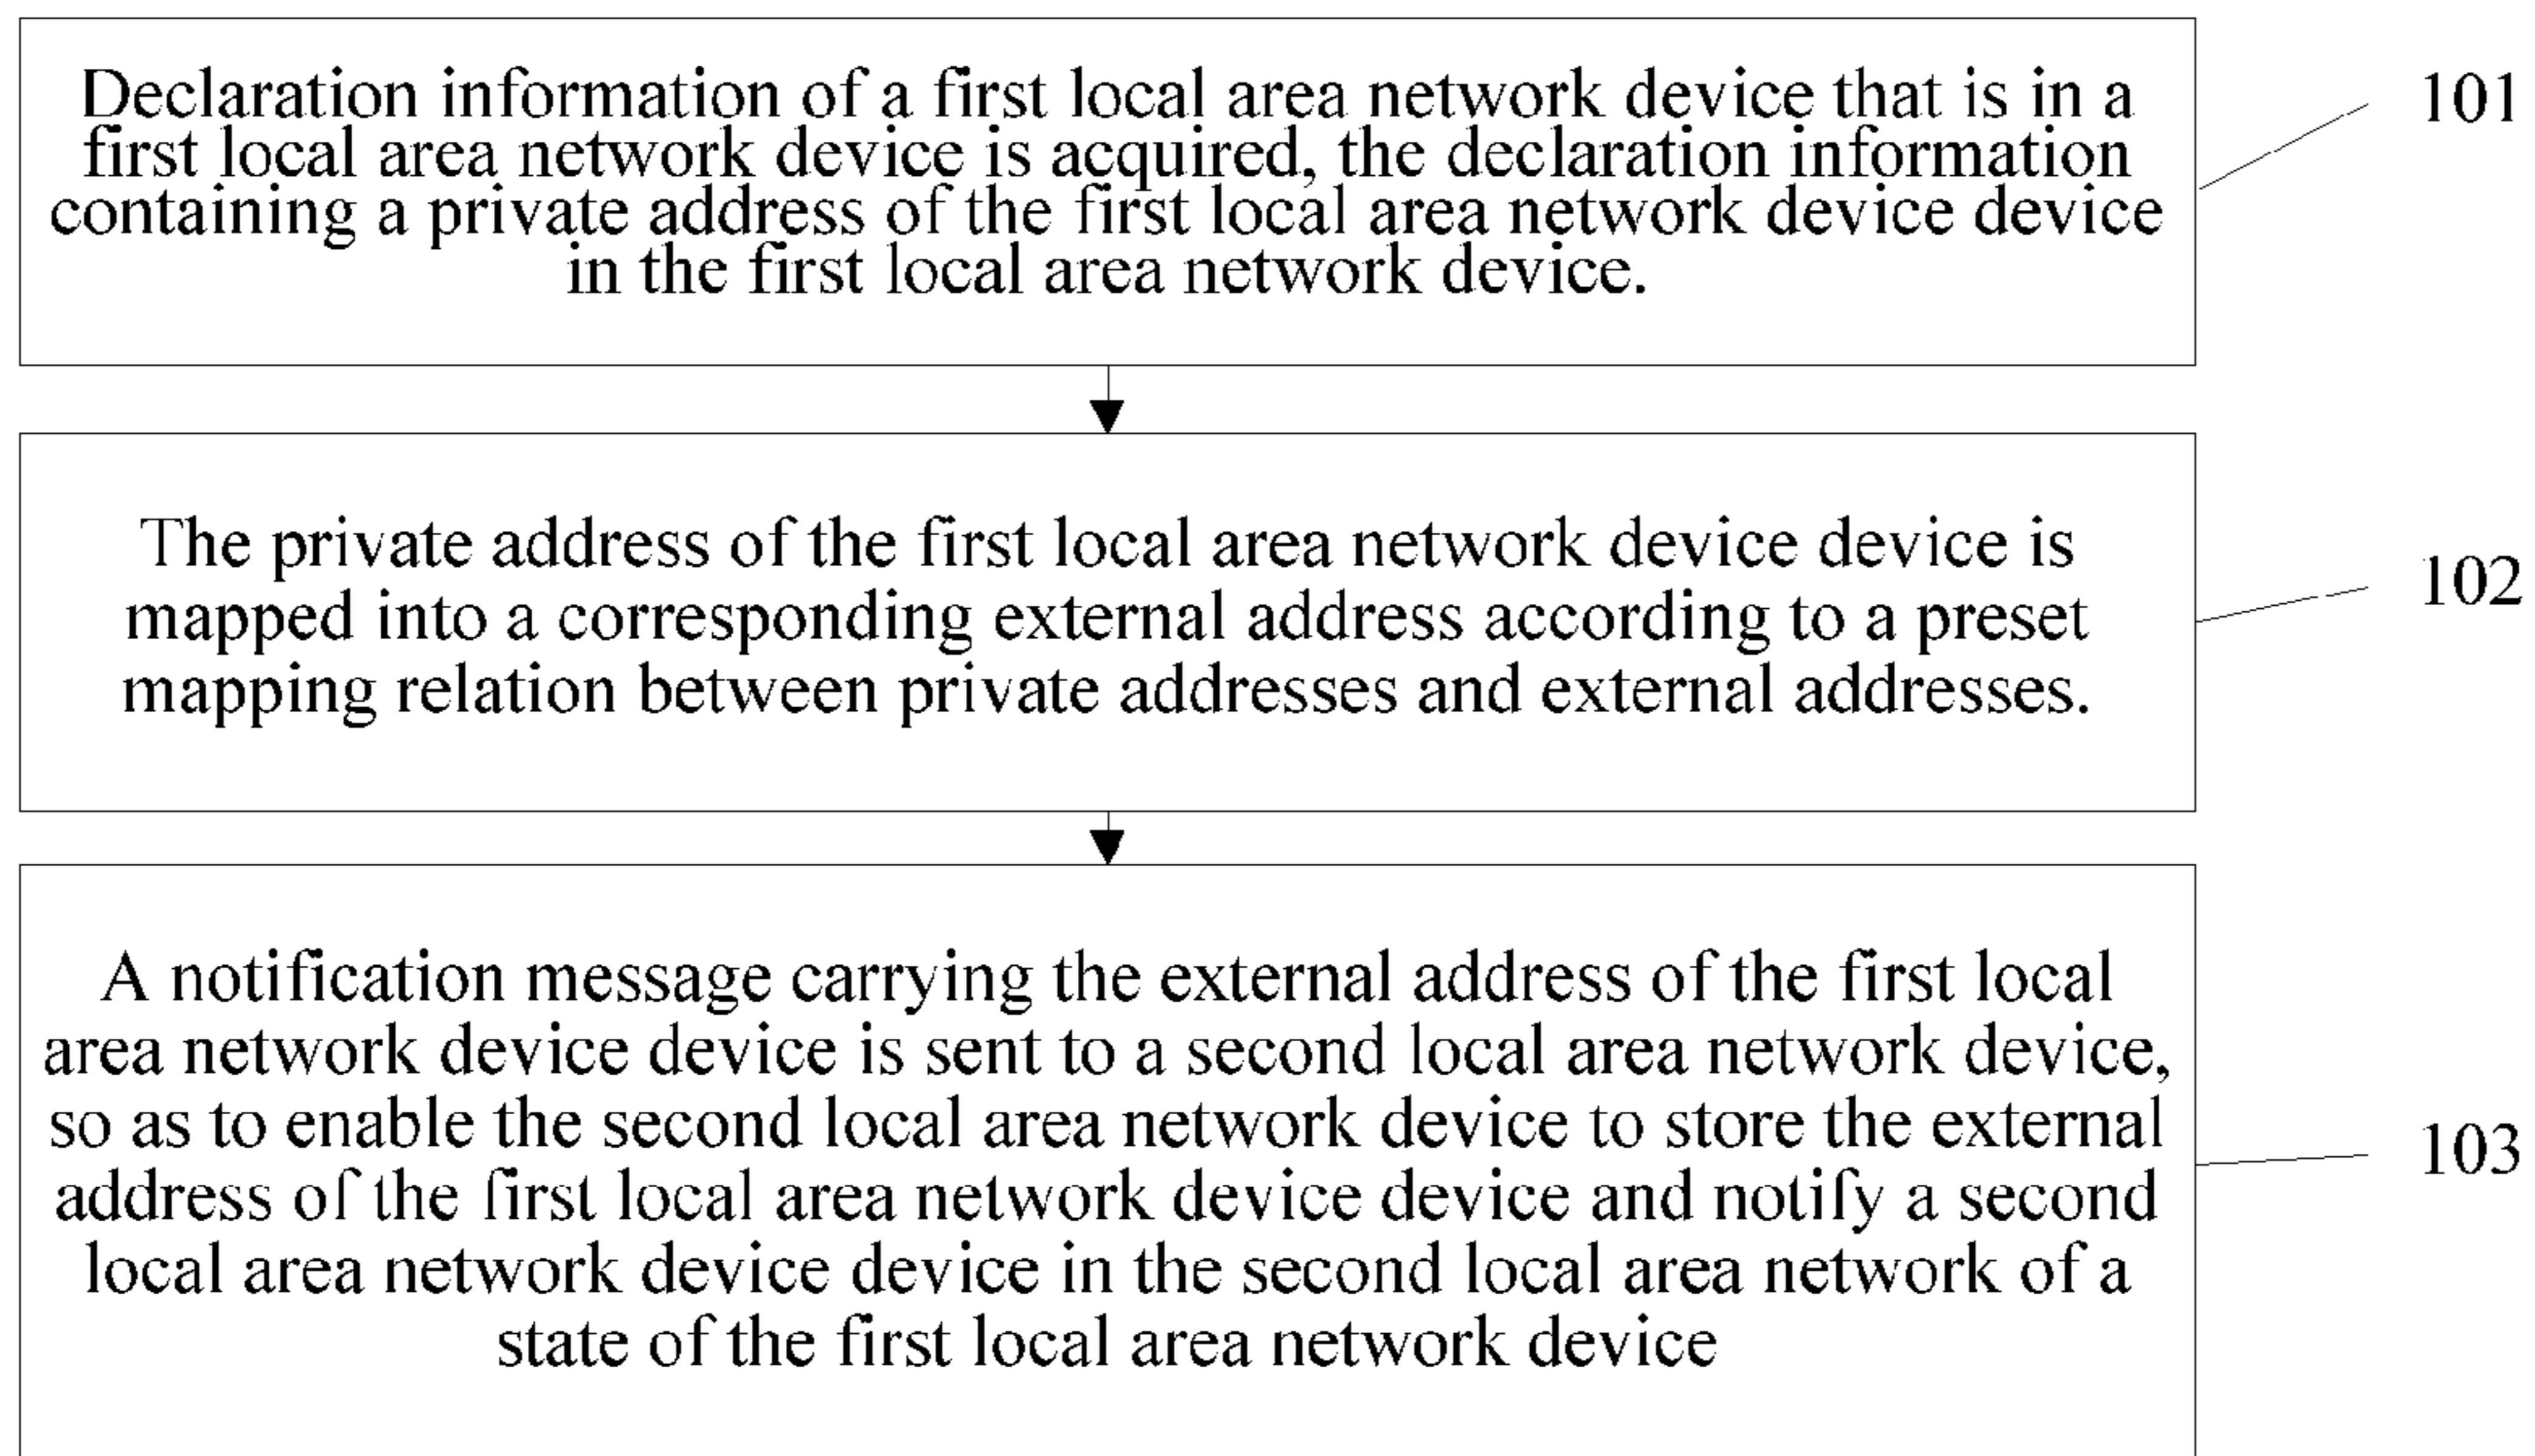 Declaration information of a first local area network device that is in a
first local area network device is acquired, the declaration information
containing a private address of the first local area network device device
in the first local area network device.
101
The private address of the first local area network device device is
mapped into a corresponding external address according to a preset
mapping relation between private addresses and external addresses.
102
A notification message carrying the external address of the first local
area network device device is sent to a second local area network device,
so as to enable the second local area network device to store the external
address of the first local area network device device and notify a second
local area network device device in the second local area network of a
state of the first local area network device
103